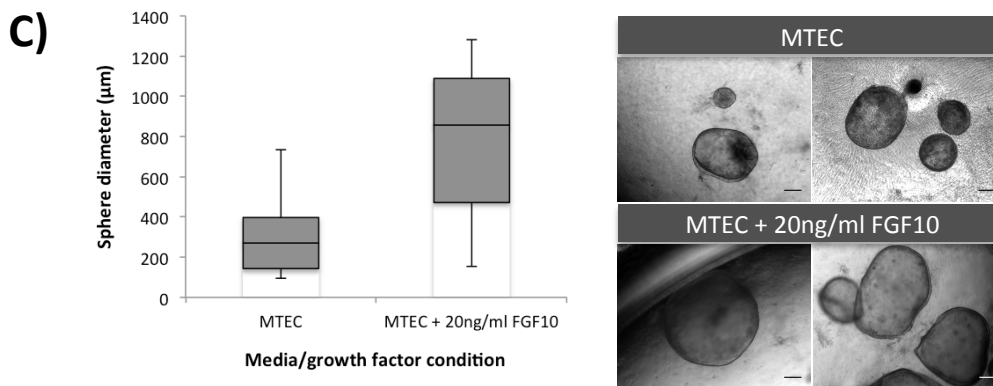 C)
1400
1200
1000
800
600
400
200
0
Sphere diameter (µm)
MTEC
MTEC + 20ng/ml FGF10
Media/growth factor condition
MTEC
MTEC + 20ng/ml FGF10